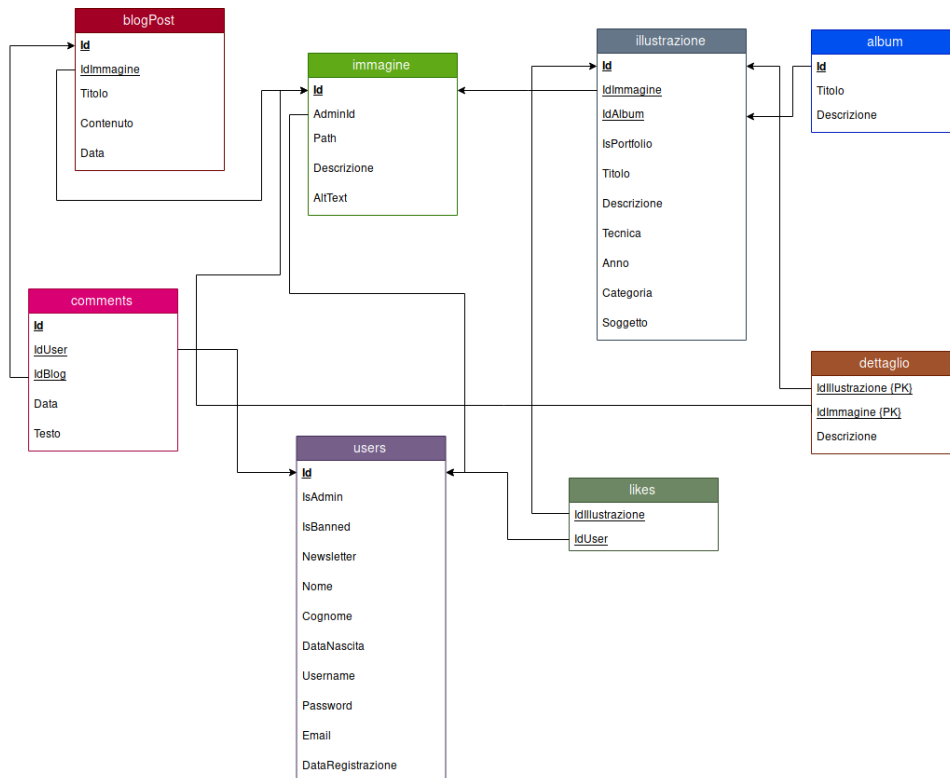 blogPost
Id
IdImmagine
Titolo
Contenuto
Data
immagine
Id
AdminId
Path
Descrizione
AltText
illustrazione
Id
IdImmagine
IdAlbum
IsPortfolio
Titolo
Descrizione
Tecnica
Anno
Categoria
Soggetto
album
Id
Titolo
Descrizione
comments
Id
IdUser
IdBlog
Data
Testo
dettaglio
IdIllustrazione {PK}
IdImmagine {PK}
Descrizione
users
Id
IsAdmin
IsBanned
Newsletter
Nome
Cognome
DataNascita
Username
Password
Email
DataRegistrazione
likes
IdIllustrazione
IdUser